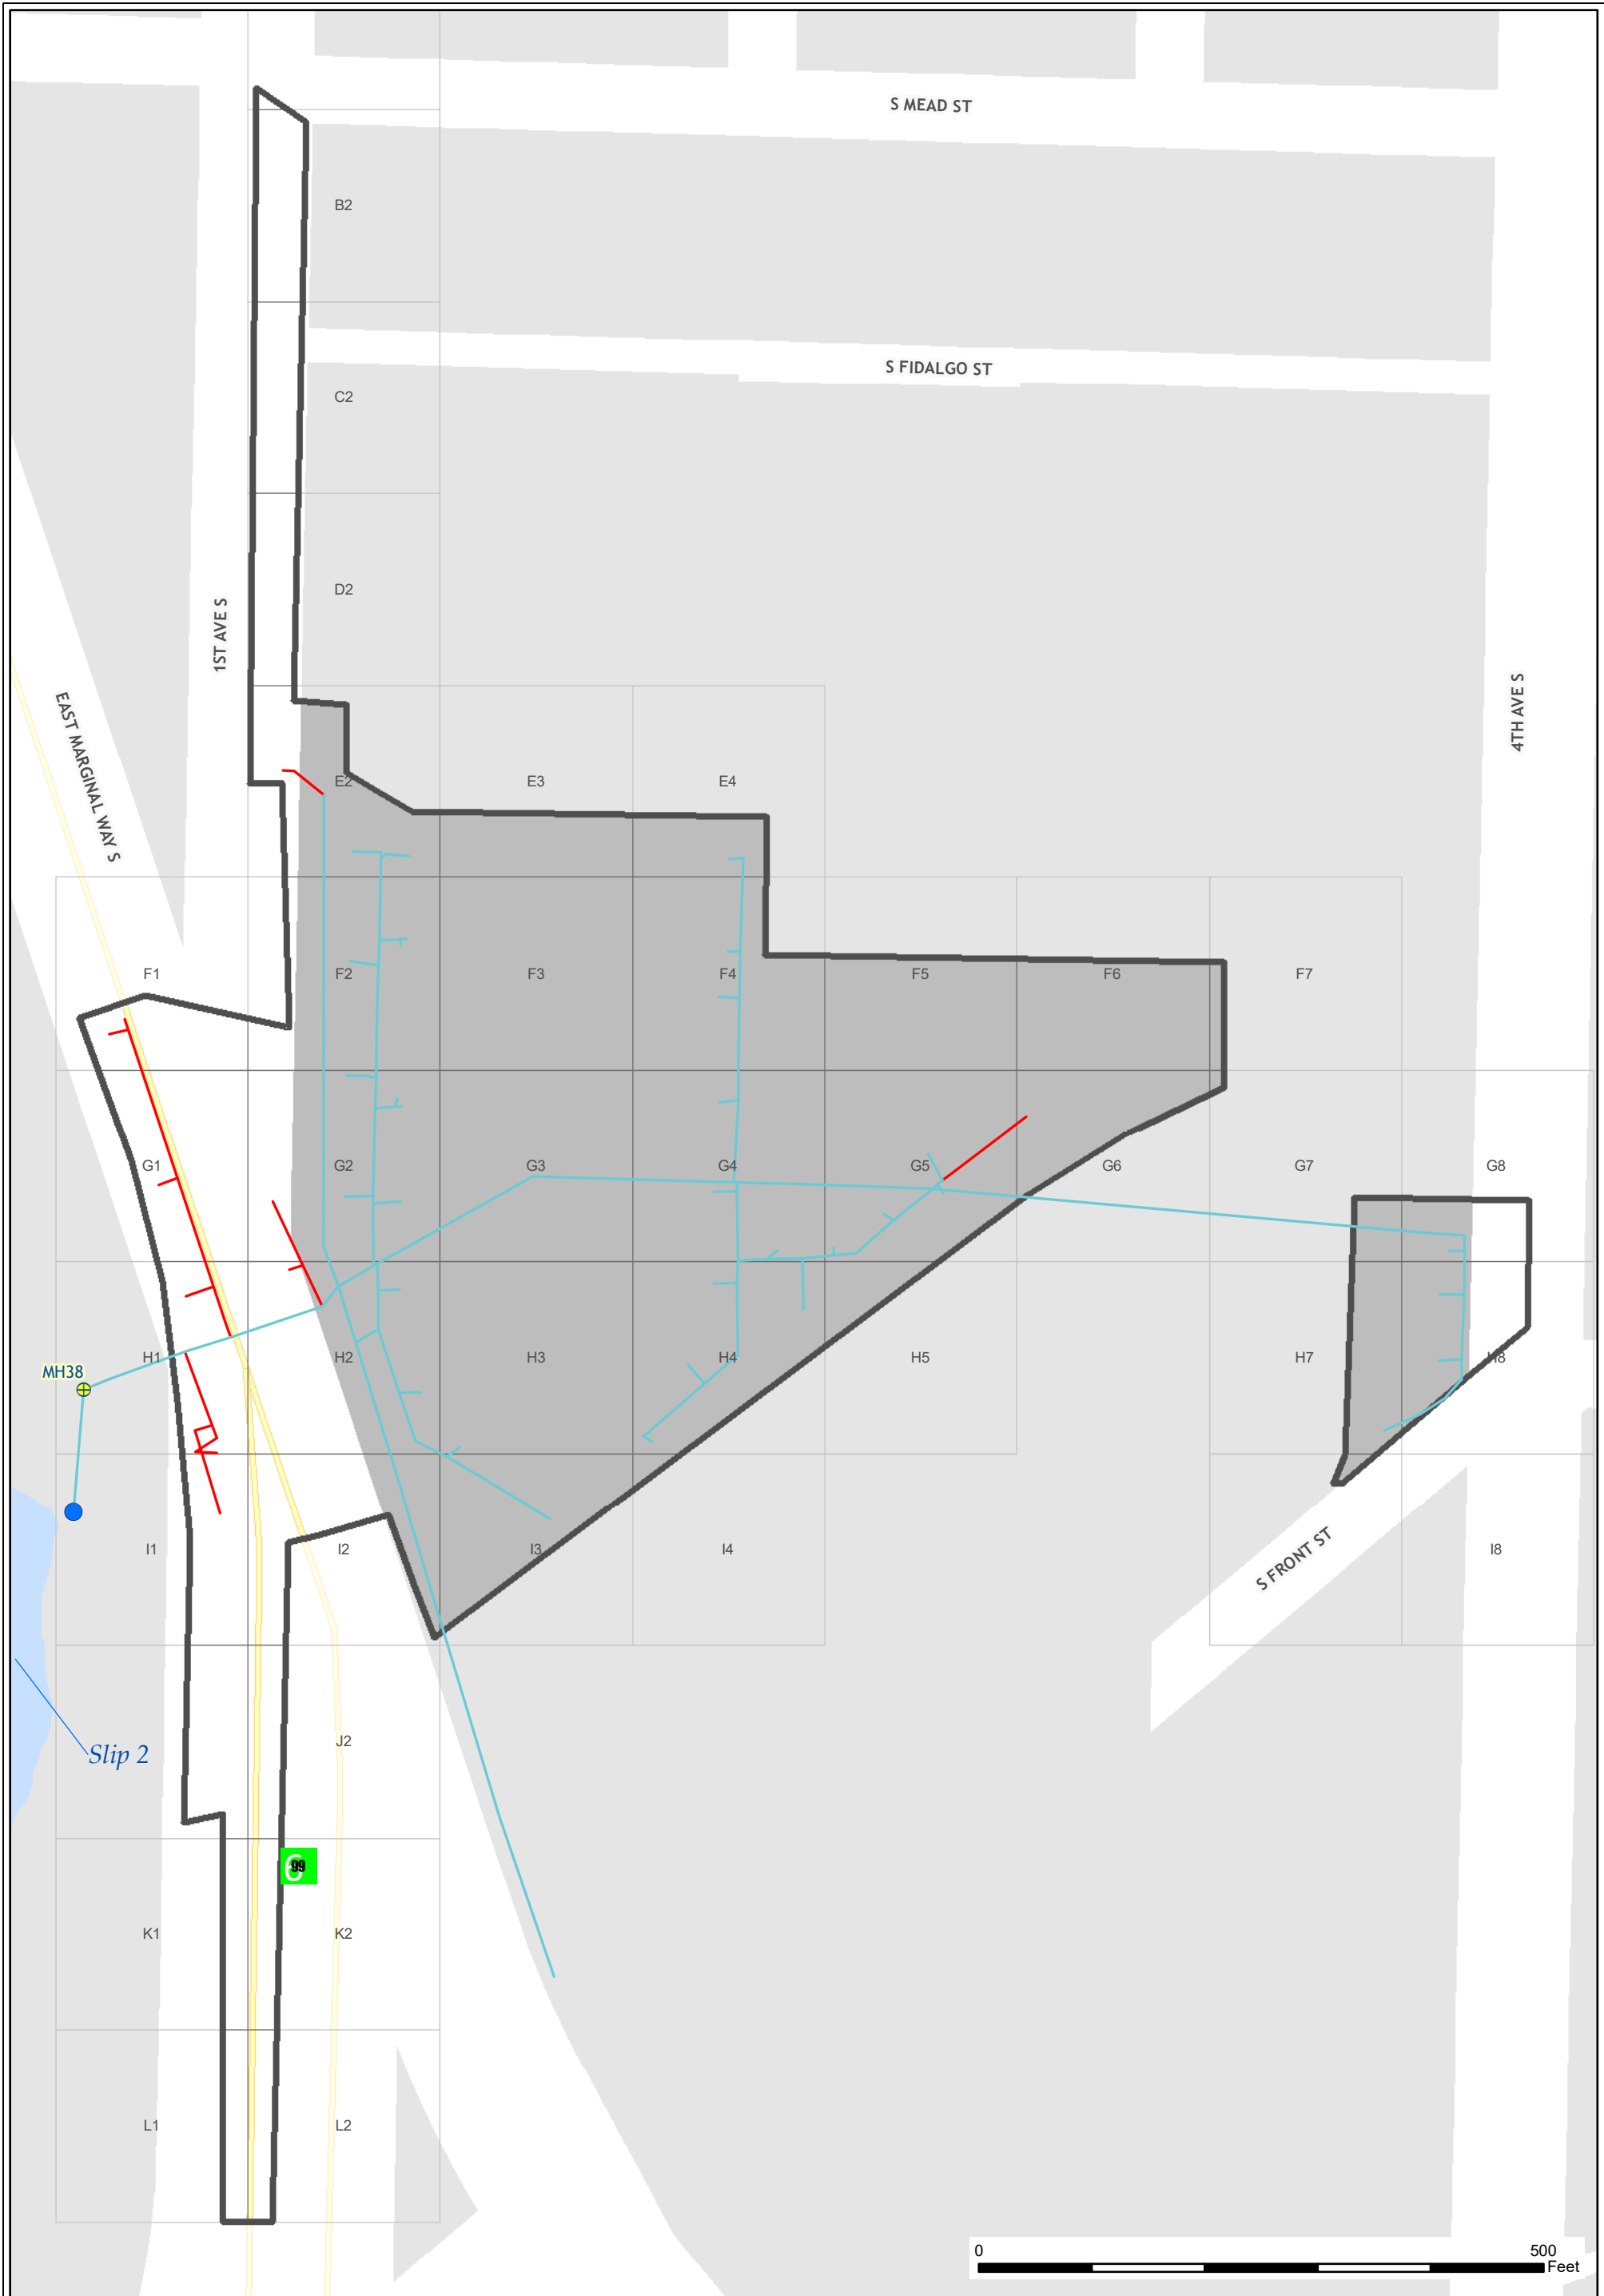 S MEAD ST
B2
S FIDALGO ST
C2
D2
1ST AVE S
4TH AVE S
EAST MARGINAL WAY S
E2
E3
E4
F1
F2
F3
F4
F5
F6
F7
G1
G2
G3
G4
G5
G6
G7
G8
H1
H2
H3
H4
H5
H7
H8
MH38
I1
I2
I3
I4
I8
S FRONT ST
J2
Slip 2
99
K1
K2
L1
L2
0
500
Feet